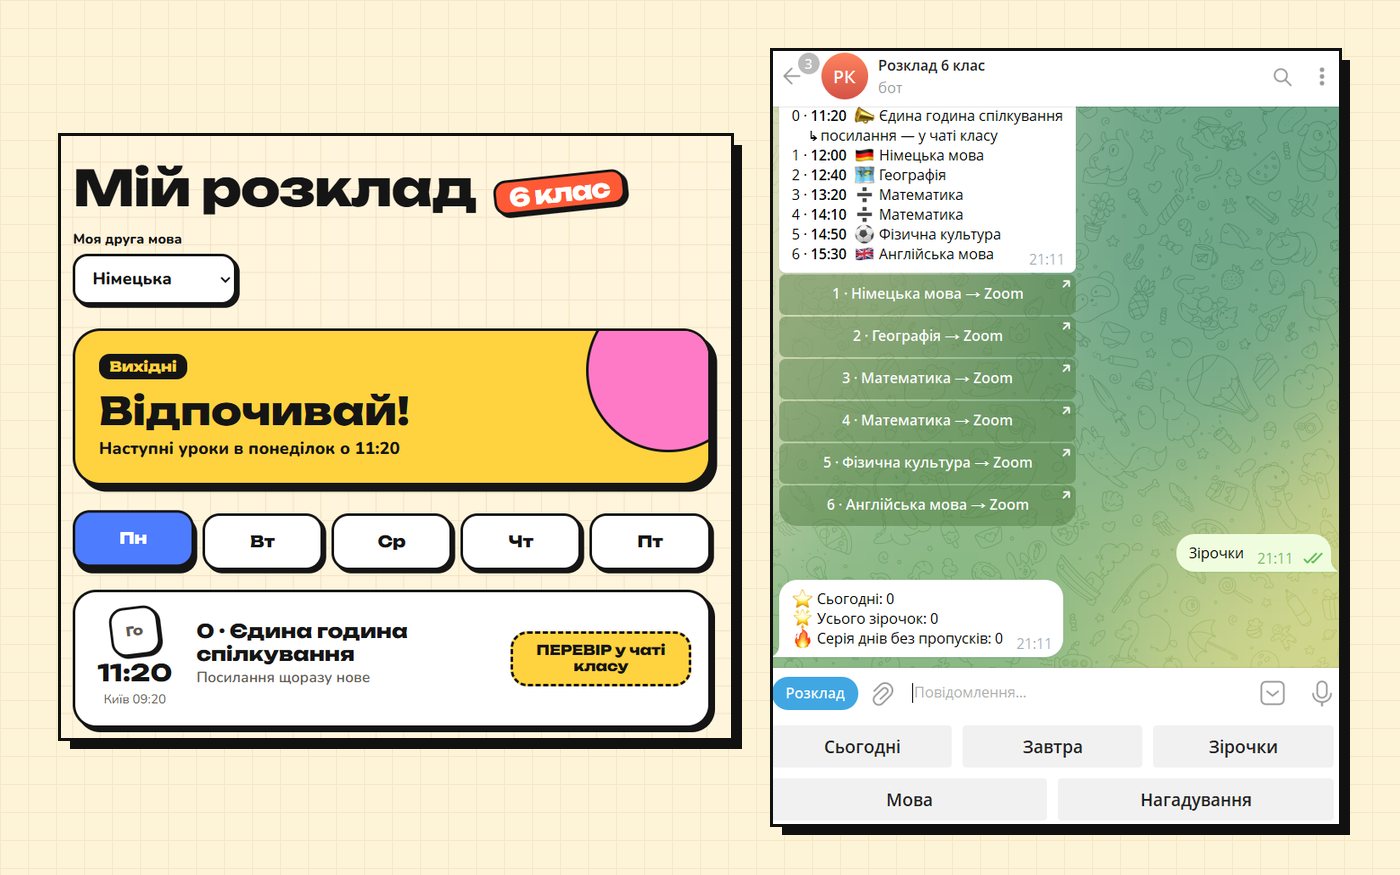 Мій розклад
6 клас
Моя друга мова
Німецька
Вихідні
Відпочивай!
Наступні уроки в понеділок о 11:20
Пн
Вт
Ср
Чт
Пт
Го
11:20
Київ 09:20
0 · Єдина година
спілкування
Посилання щоразу нове
ПЕРЕВІР у чаті
класу
3
РК
Розклад 6 клас
бот
0 · 11:20 Єдина година спілкування
↳ посилання — у чаті класу
1 · 12:00 Німецька мова
2 · 12:40 Географія
3 · 13:20 Математика
4 · 14:10 Математика
5 · 14:50 Фізична культура
6 · 15:30 Англійська мова
21:11
1 · Німецька мова → Zoom
2 · Географія → Zoom
3 · Математика → Zoom
4 · Математика → Zoom
5 · Фізична культура → Zoom
6 · Англійська мова → Zoom
Зірочки 21:11
Сьогодні: 0
Усього зірочок: 0
Серія днів без пропусків: 0 21:11
Розклад
Повідомлення...
Сьогодні
Завтра
Зірочки
Мова
Нагадування